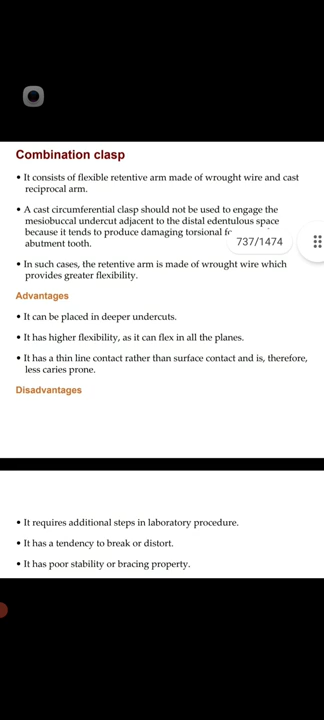 Combination clasp
• It consists of flexible retentive arm made of wrought wire and cast
reciprocal arm.
• A cast circumferential clasp should not be used to engage the
mesiobuccal undercut adjacent to the distal edentulous space
because it tends to produce damaging torsional
737/1474
abutment tooth.
• In such cases, the retentive arm is made of wrought wire which
provides greater flexibility.
Advantages
• It can be placed in deeper undercuts.
• It has higher flexibility, as it can flex in all the planes.
• It has a thin line contact rather than surface contact and is, therefore,
less caries prone.
Disadvantages
• It requires additional steps in laboratory procedure.
• It has a tendency to break or distort.
• It has poor stability or bracing property.